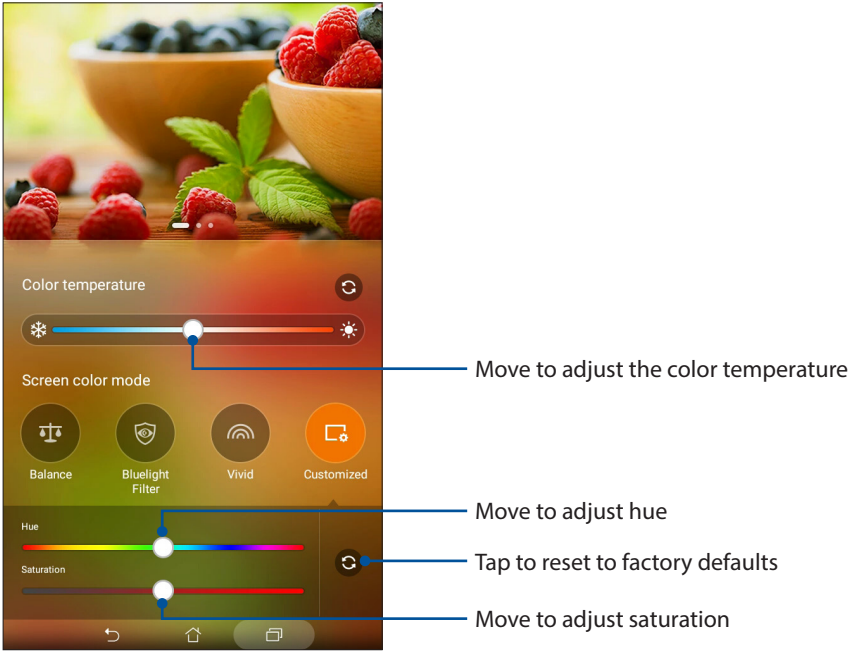 Color temperature
Move to adjust the color temperature
Screen color mode
Balance
Bluelight
Filter
Vivid
Customized
Move to adjust hue
Hue
Tap to reset to factory defaults
Saturation
Move to adjust saturation